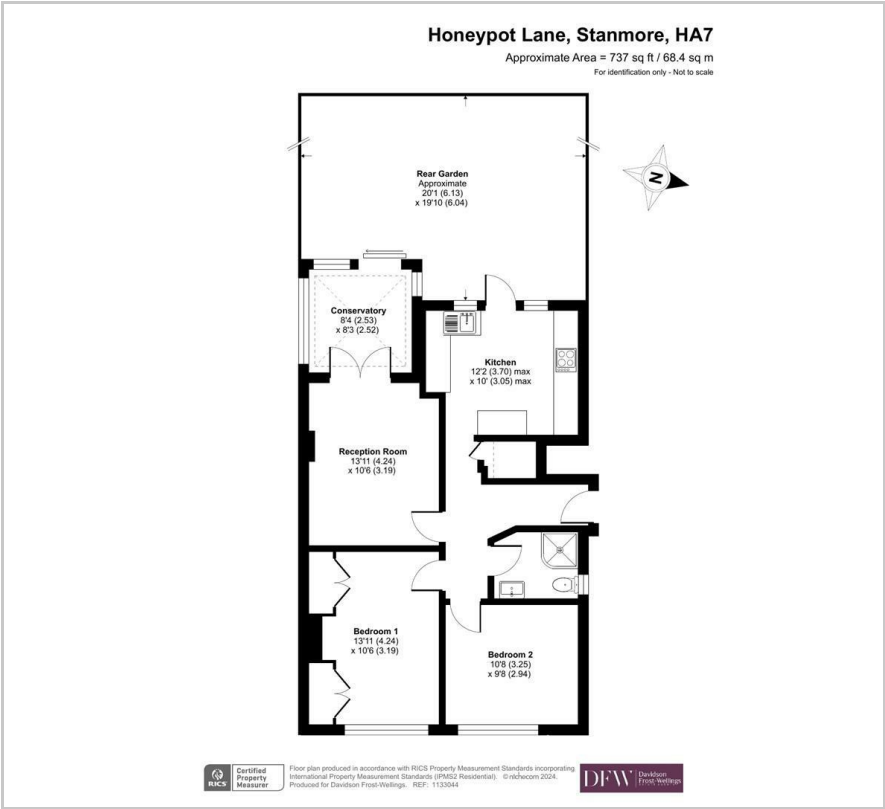 Honeypot Lane, Stanmore, HA7
Approximate Area = 737 sq ft / 68.4 sq m
For identification only - Not to scale
Rear Garden
Approximate
20'1 (6.13)
x 19'10 (6.04)
N
Conservatory
8'4 (2.53)
x 8'3 (2.52)
Kitchen
12'2 (3.70) max
x 10' (3.05) max
Reception Room
13'11 (4.24)
x 10'6 (3.19)
Bedroom 1
13'11 (4.24)
x 10'6 (3.19)
Bedroom 2
10'8 (3.25)
x 9'8 (2.94)
RICS
Certified
Property
Measurer
Floor plan produced in accordance with RICS Property Measurement Standards incorporating
International Property Measurement Standards (IPMS2 Residential). © nichecom 2024.
Produced for Davidson Frost-Wellings. REF: 1133044
DFW
Davidson
Frost-Wellings